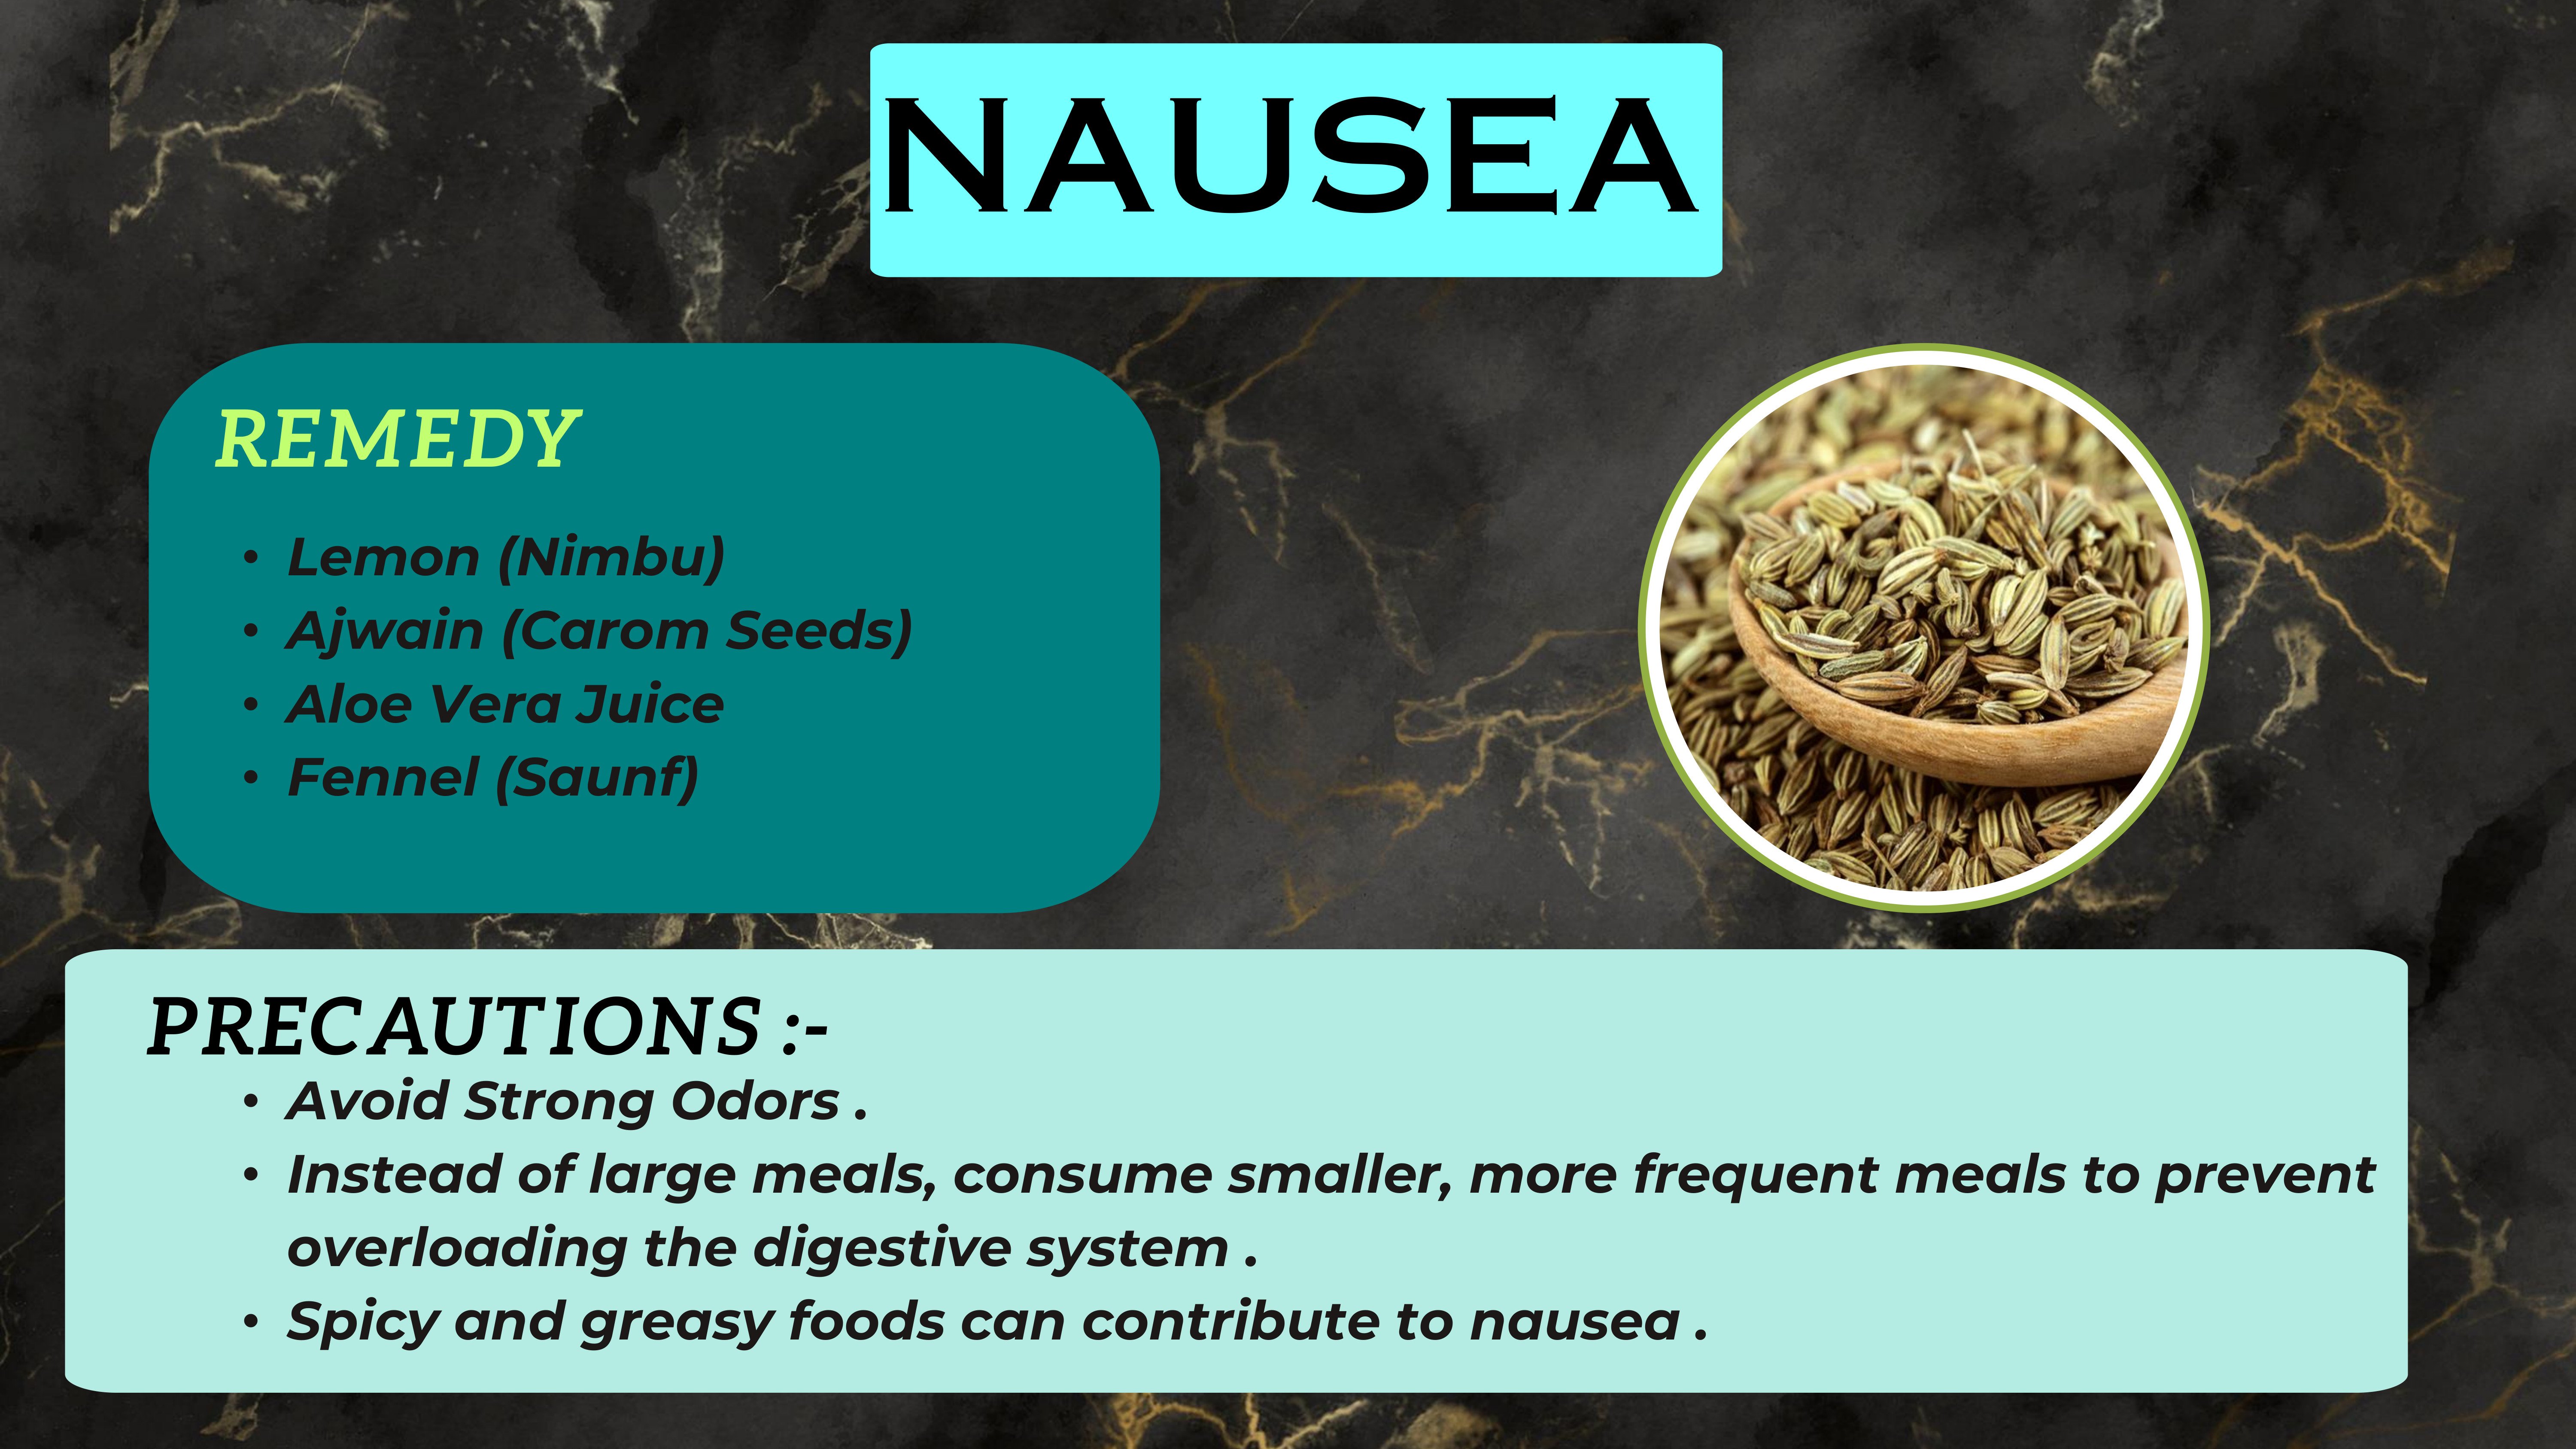 NAUSEA
REMEDY
• Lemon (Nimbu)
• Ajwain (Carom Seeds)
• Aloe Vera Juice
• Fennel (Saunf)
PRECAUTIONS :-
• Avoid Strong Odors .
• Instead of large meals, consume smaller, more frequent meals to prevent
overloading the digestive system .
• Spicy and greasy foods can contribute to nausea .